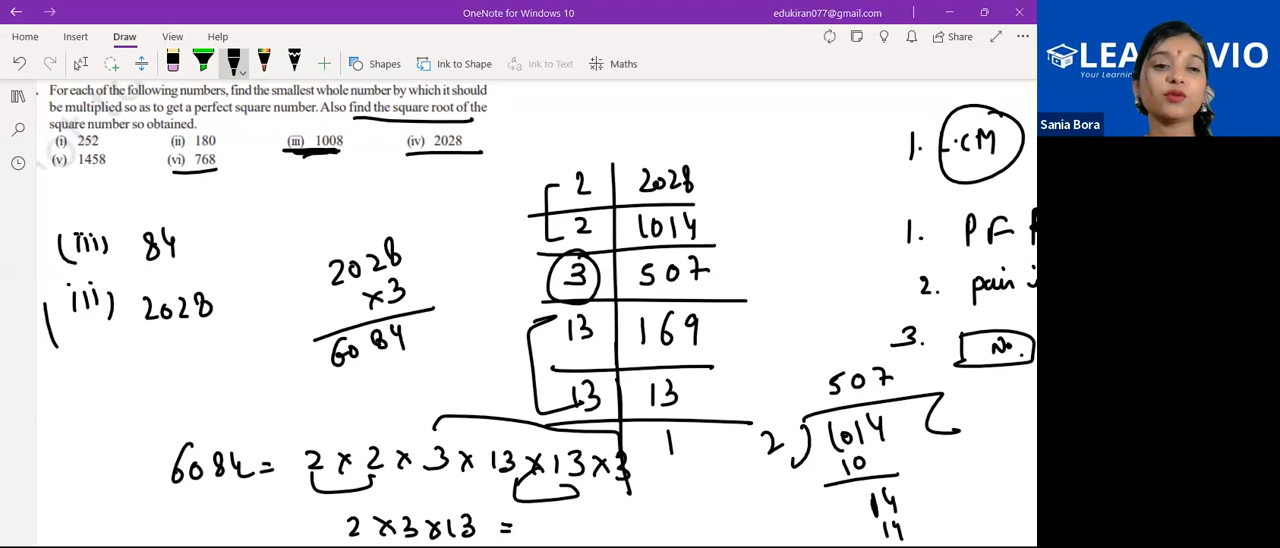 OneNote for Windows 10
edukiran077@gmail.com
Home Insert Draw View Help
Share
Shapes Ink to Shape Ink to Text Maths
For each of the following numbers, find the smallest whole number by which it should
be multiplied so as to get a perfect square number. Also find the square root of the
square number so obtained.
(i) 252 (ii) 180 (iii) 1008 (iv) 2028
(v) 1458 (vi) 768
Sania Bora
1. LCM
2 2028
2 1014
3 507
13 169
13 13
1
(iii) 84
iii) 2028
2028
×3
6084
1. PF
2. pair
3. No.
507
2 1014
10
14
14
6084 = 2 × 2 × 3 × 13 × 13 × 3
2 × 3 × 13 =